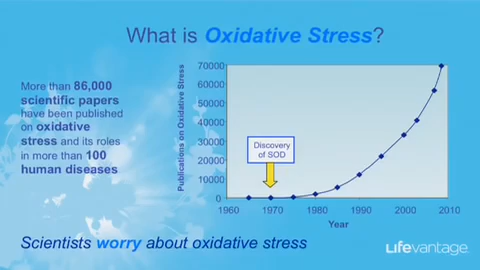 What is Oxidative Stress?
More than 86,000
scientific papers
have been published
on oxidative
stress and its roles
in more than 100
human diseases
Publications on Oxidative Stress
70000
60000
50000
40000
30000
20000
10000
0
Discovery
of SOD
1960 1970 1980 1990 2000 2010
Year
Scientists worry about oxidative stress
Lifevantage